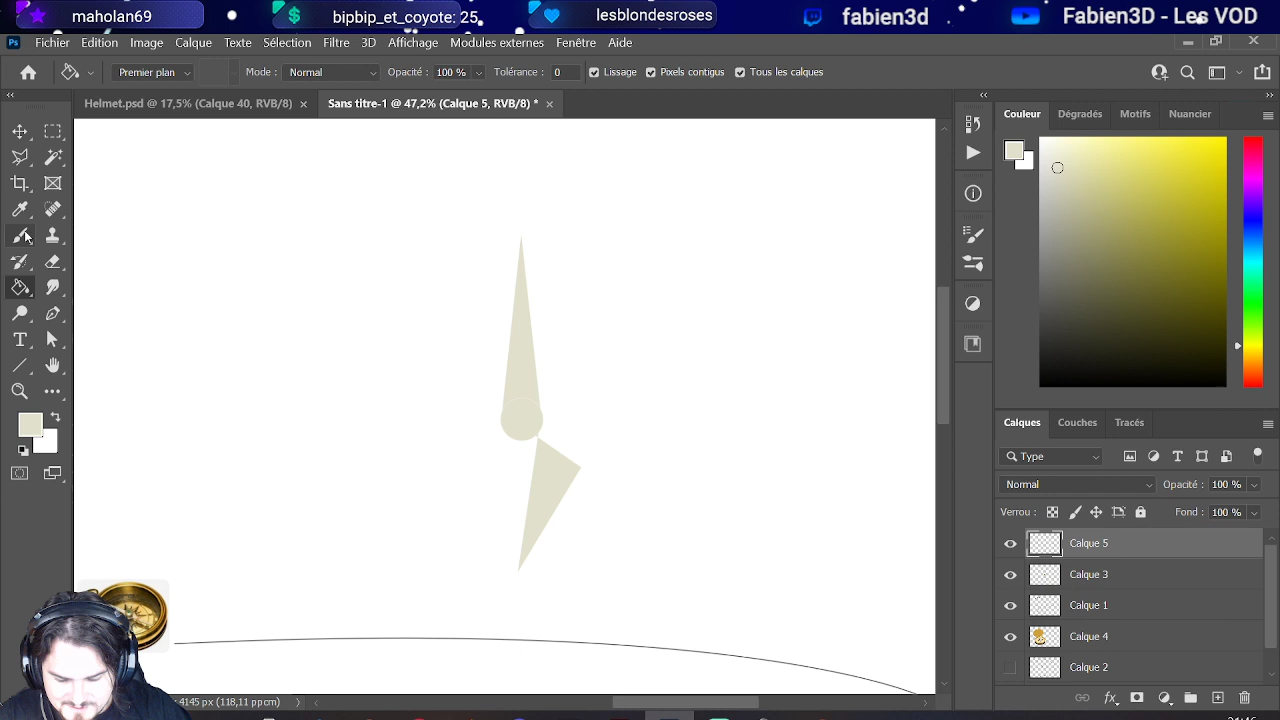 maholan69
bipbip_et_coyote: 25
lesblondesroses
fabien3d
Fabien3D - Les VOD
Ps Fichier Edition Image Calque Texte Sélection Filtre 3D Affichage Modules externes Fenêtre Aide
Premier plan Mode : Normal Opacité : 100 % Tolérance : 0 Lissage Pixels contigus Tous les calques
Helmet.psd @ 17,5% (Calque 40, RVB/8) Sans titre-1 @ 47,2% (Calque 5, RVB/8) *
Couleur Dégradés Motifs Nuancier
Calques Couches Tracés
Type
Normal Opacité : 100 %
Verrou : Fond : 100 %
Calque 5
Calque 3
Calque 1
Calque 4
Calque 2
4145 px (118,11 ppcm)